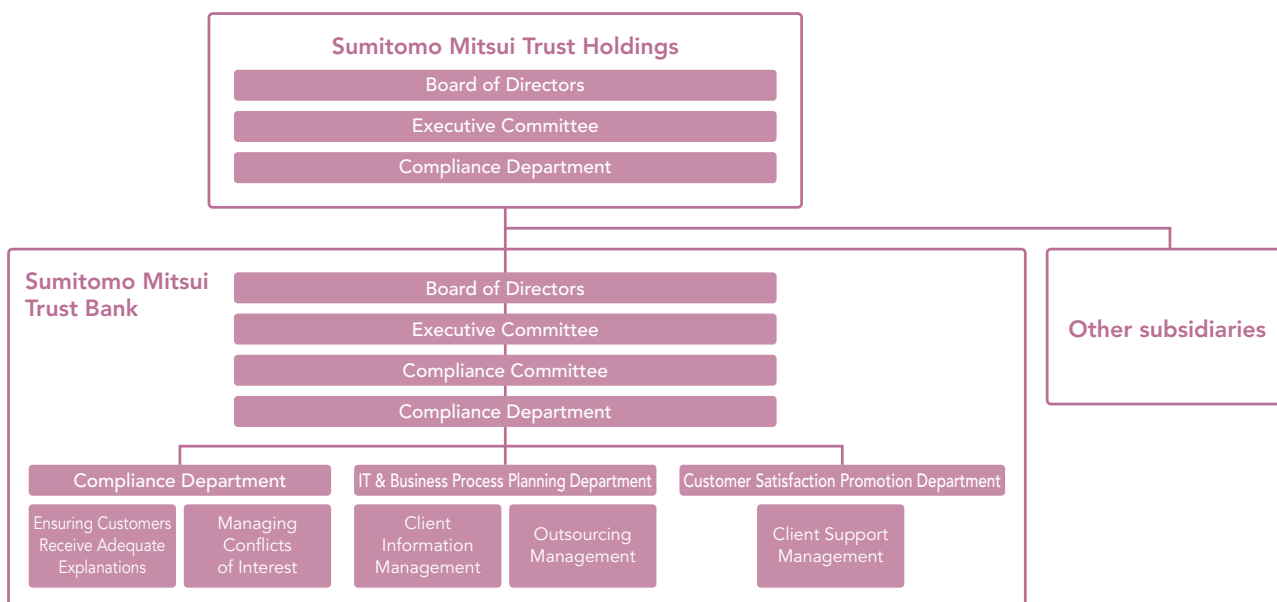 Sumitomo Mitsui Trust Holdings
Board of Directors
Executive Committee
Compliance Department
Sumitomo Mitsui
Trust Bank
Board of Directors
Executive Committee
Compliance Committee
Compliance Department
Other subsidiaries
Compliance Department
Ensuring Customers
Receive Adequate
Explanations
Managing
Conflicts
of Interest
IT & Business Process Planning Department
Client
Information
Management
Outsourcing
Management
Customer Satisfaction Promotion Department
Client Support
Management